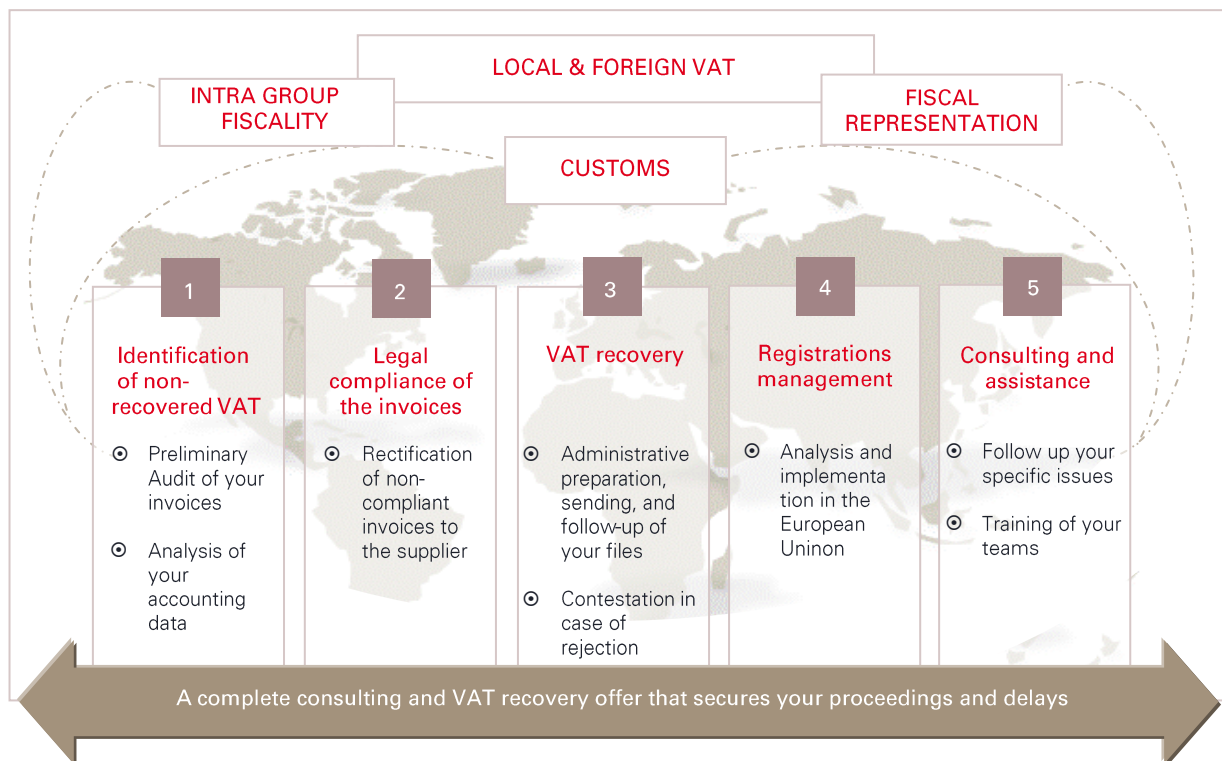 LOCAL & FOREIGN VAT
INTRA GROUP
FISCALITY
FISCAL
REPRESENTATION
CUSTOMS
1
Identification
of non-
recovered VAT
Preliminary
Audit of your
invoices
Analysis of
your
accounting
data
2
Legal
compliance of
the invoices
Rectification
of non-
compliant
invoices to
the supplier
3
VAT recovery
Administrative
preparation,
sending, and
follow-up of
your files
Contestation in
case of
rejection
4
Registrations
management
Analysis and
implementa
tion in the
European
Uninon
5
Consulting and
assistance
Follow up your
specific issues
Training of your
teams
A complete consulting and VAT recovery offer that secures your proceedings and delays